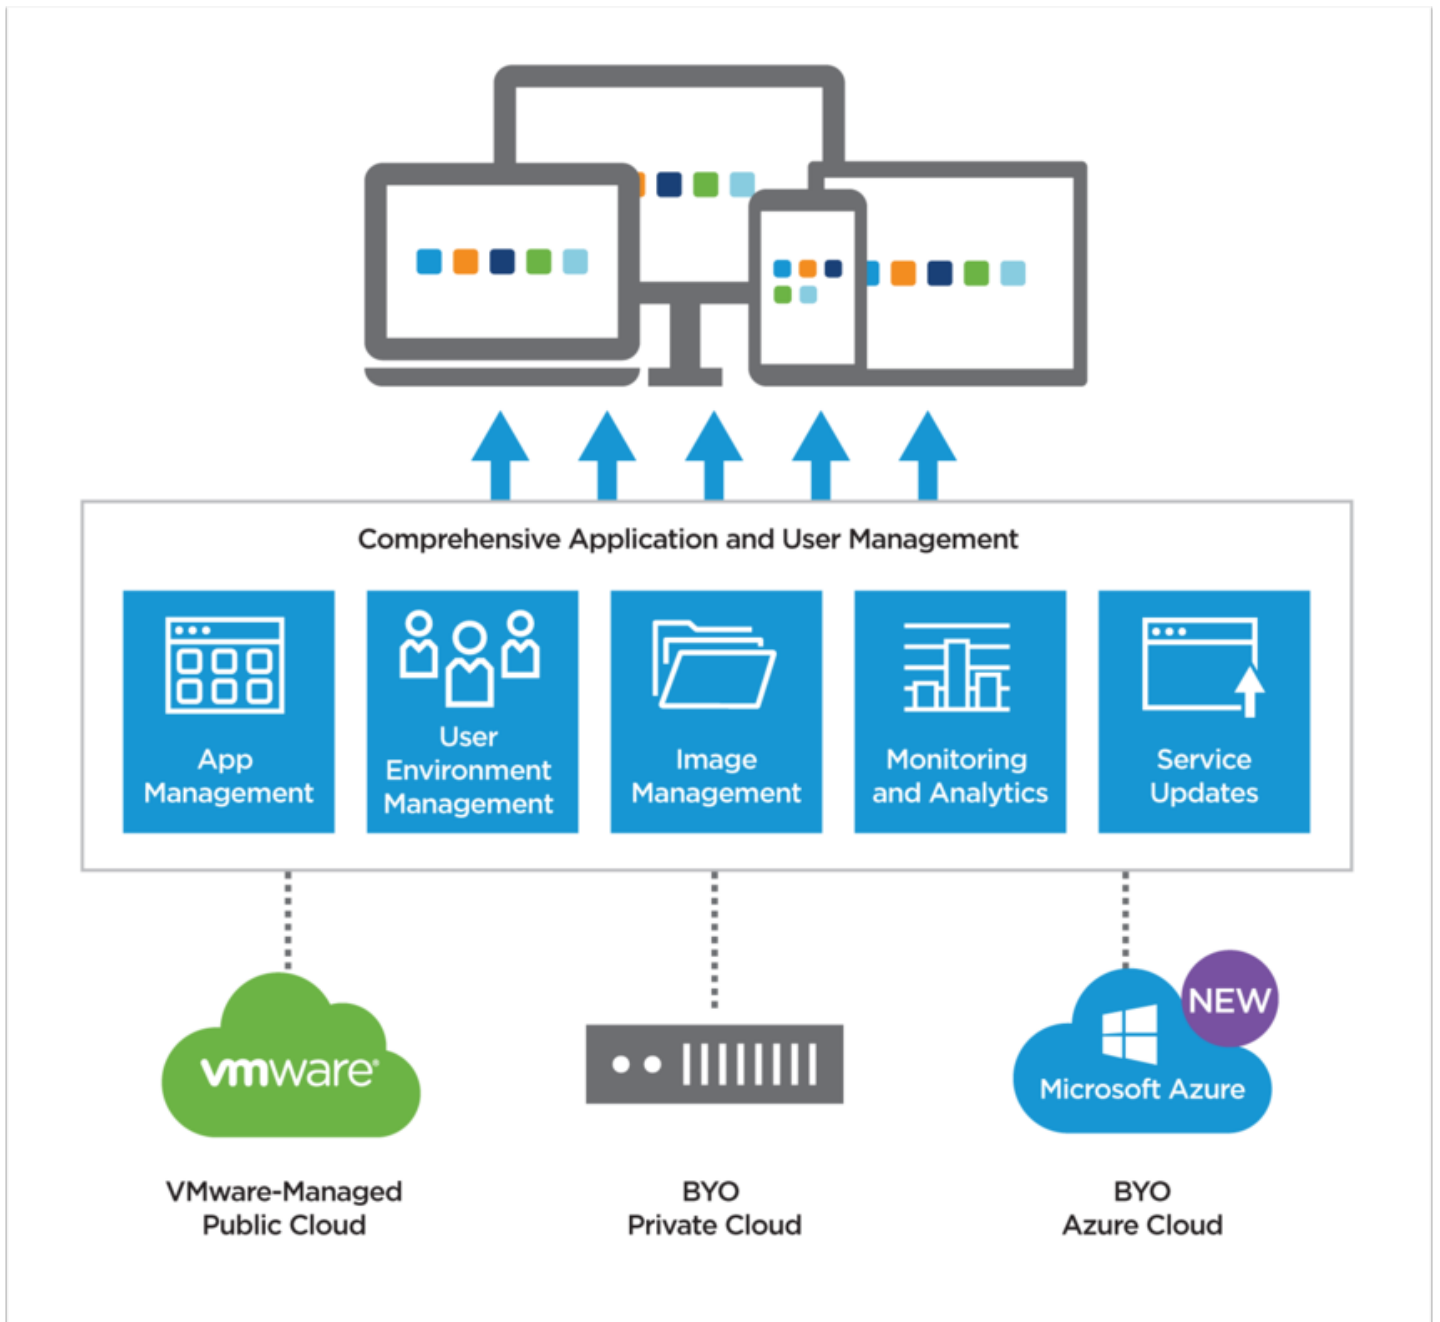 Comprehensive Application and User Management
App
Management
User
Environment
Management
Image
Management
Monitoring
and Analytics
Service
Updates
vmware®
NEW
Microsoft Azure
VMware-Managed
Public Cloud
BYO
Private Cloud
BYO
Azure Cloud